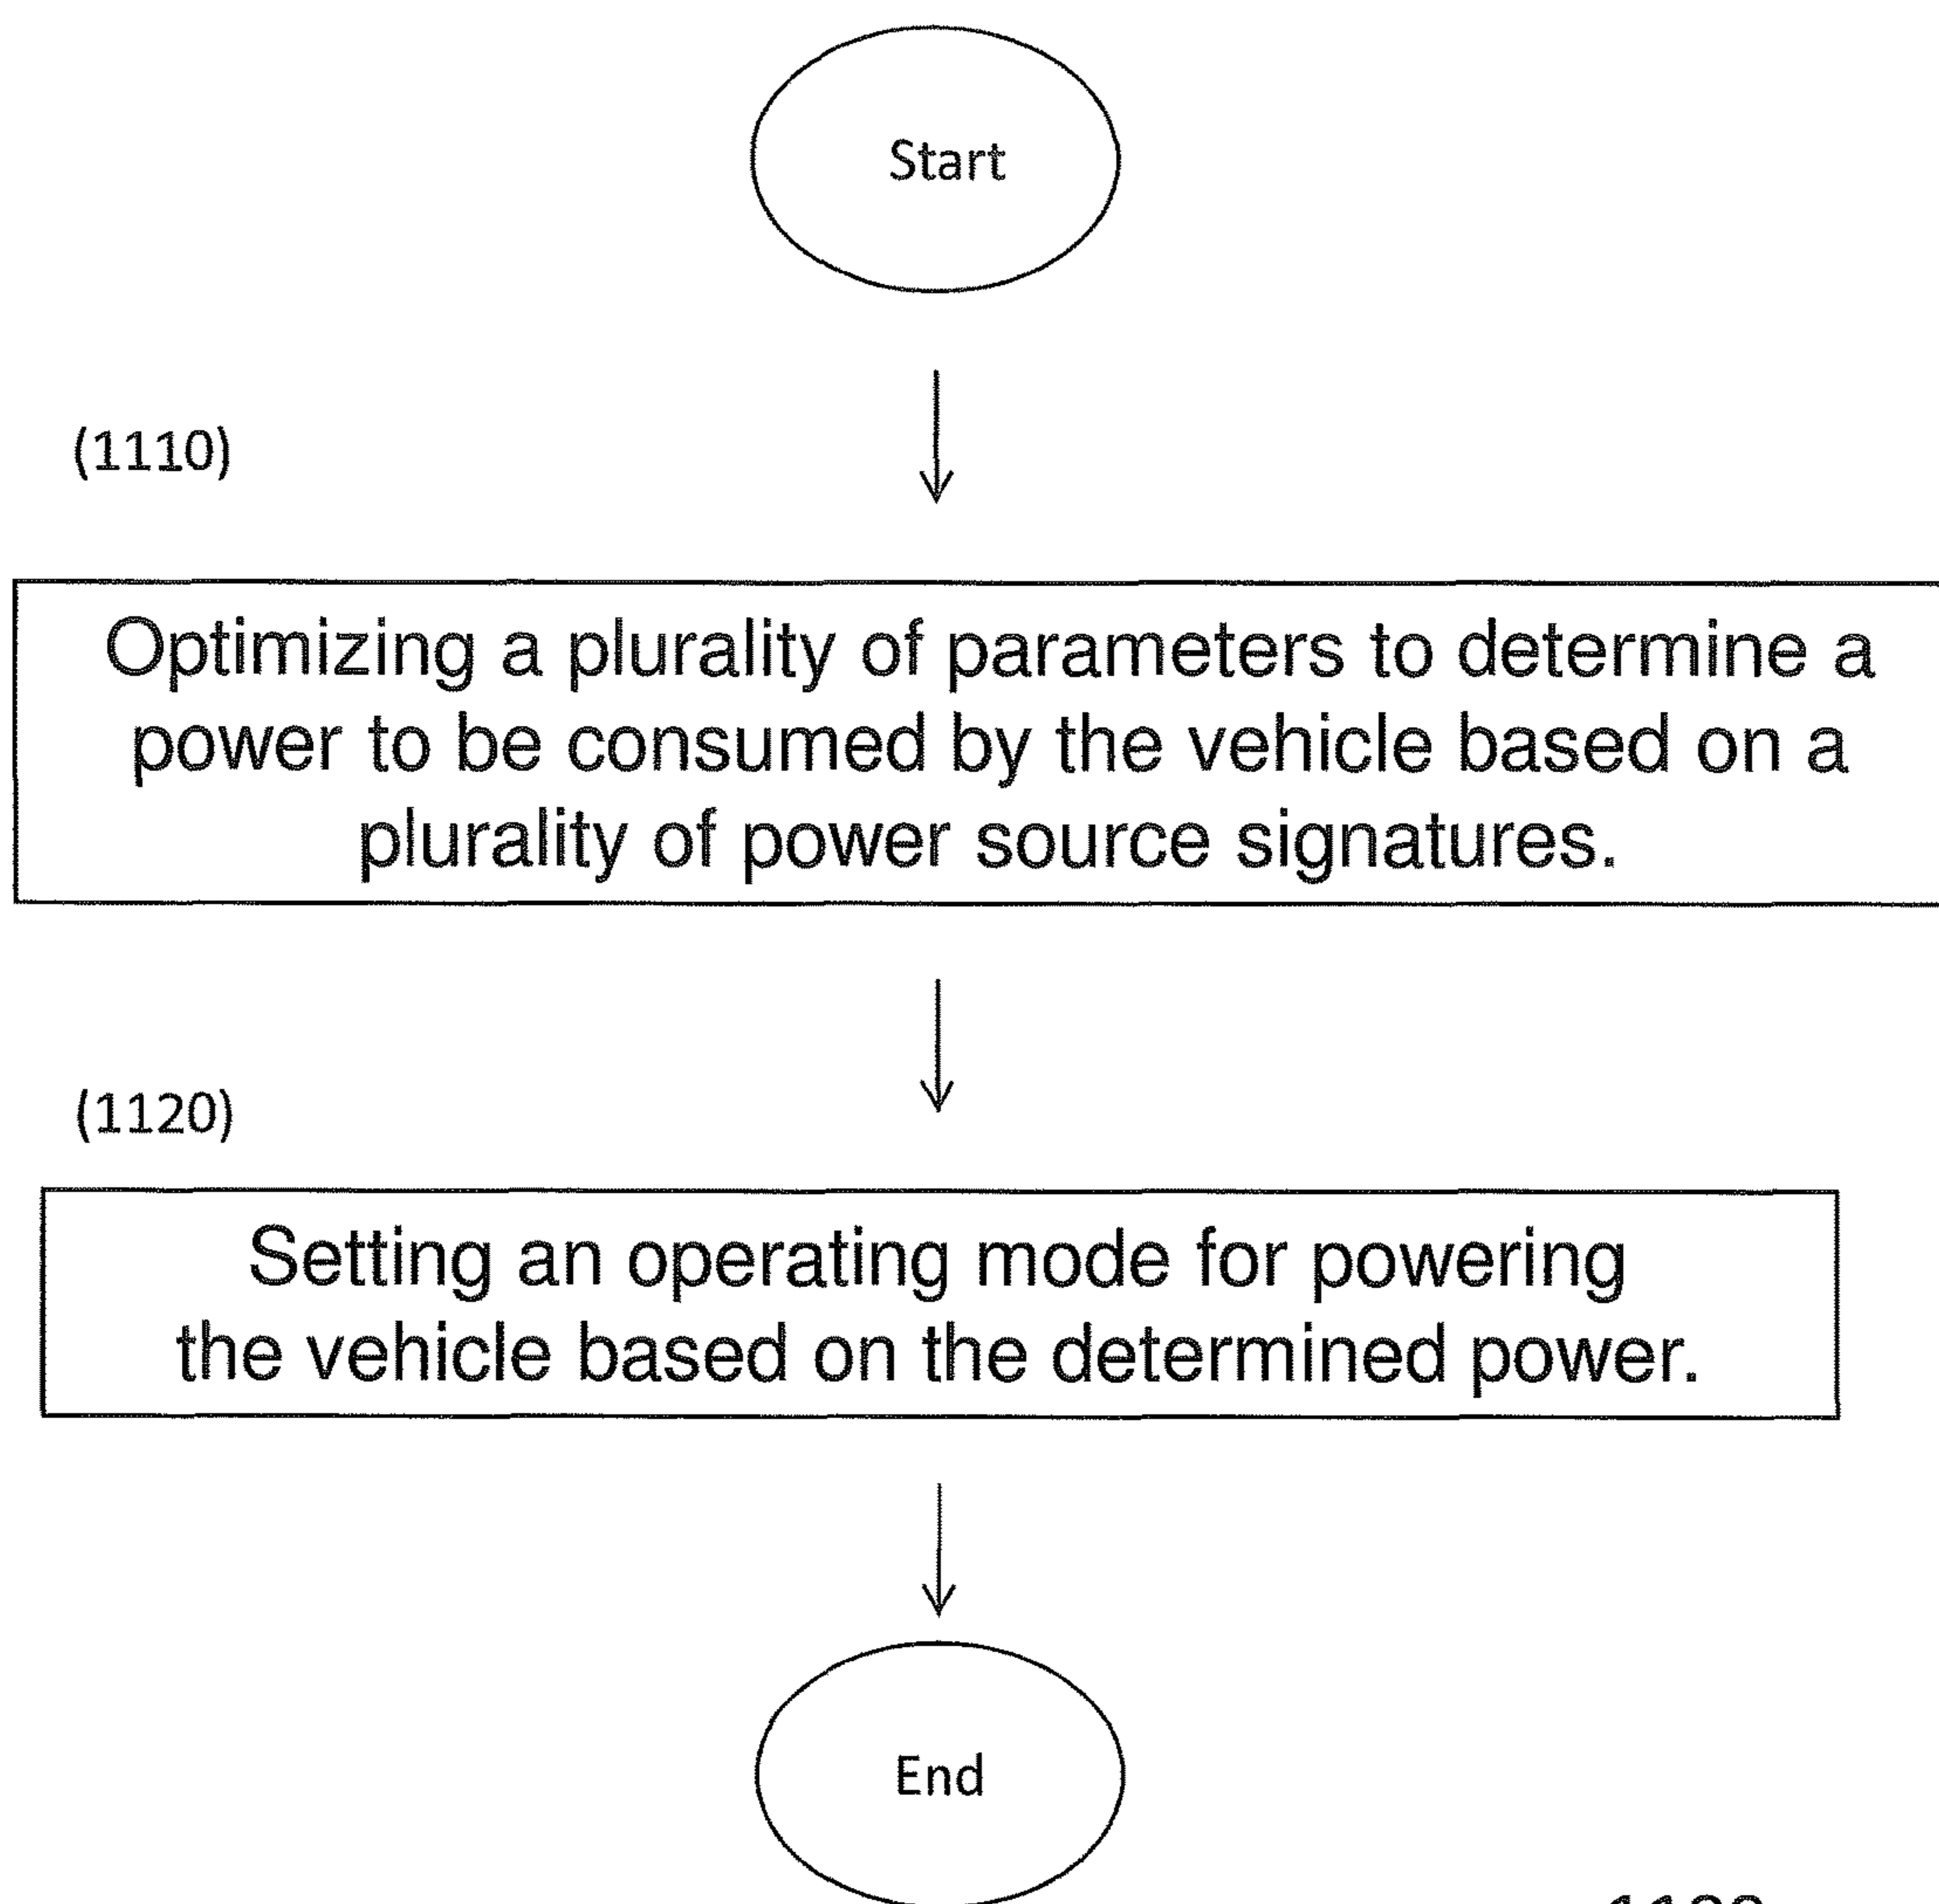 Start
(1110)
Optimizing a plurality of parameters to determine a
power to be consumed by the vehicle based on a
plurality of power source signatures.
(1120)
Setting an operating mode for powering
the vehicle based on the determined power.
End